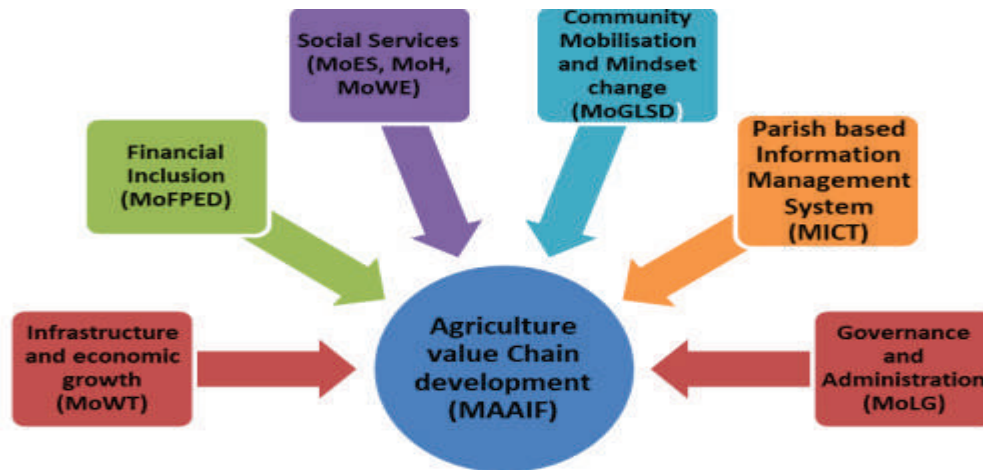 Social Services
(MoES, MoH,
MoWE)
Community
Mobilisation
and Mindset
change
(MoGLSD)
Financial
Inclusion
(MoFPED)
Parish based
Information
Management
System
(MICT)
Infrastructure
and economic
growth
(MoWT)
Agriculture
value Chain
development
(MAAIF)
Governance
and
Administration
(MoLG)